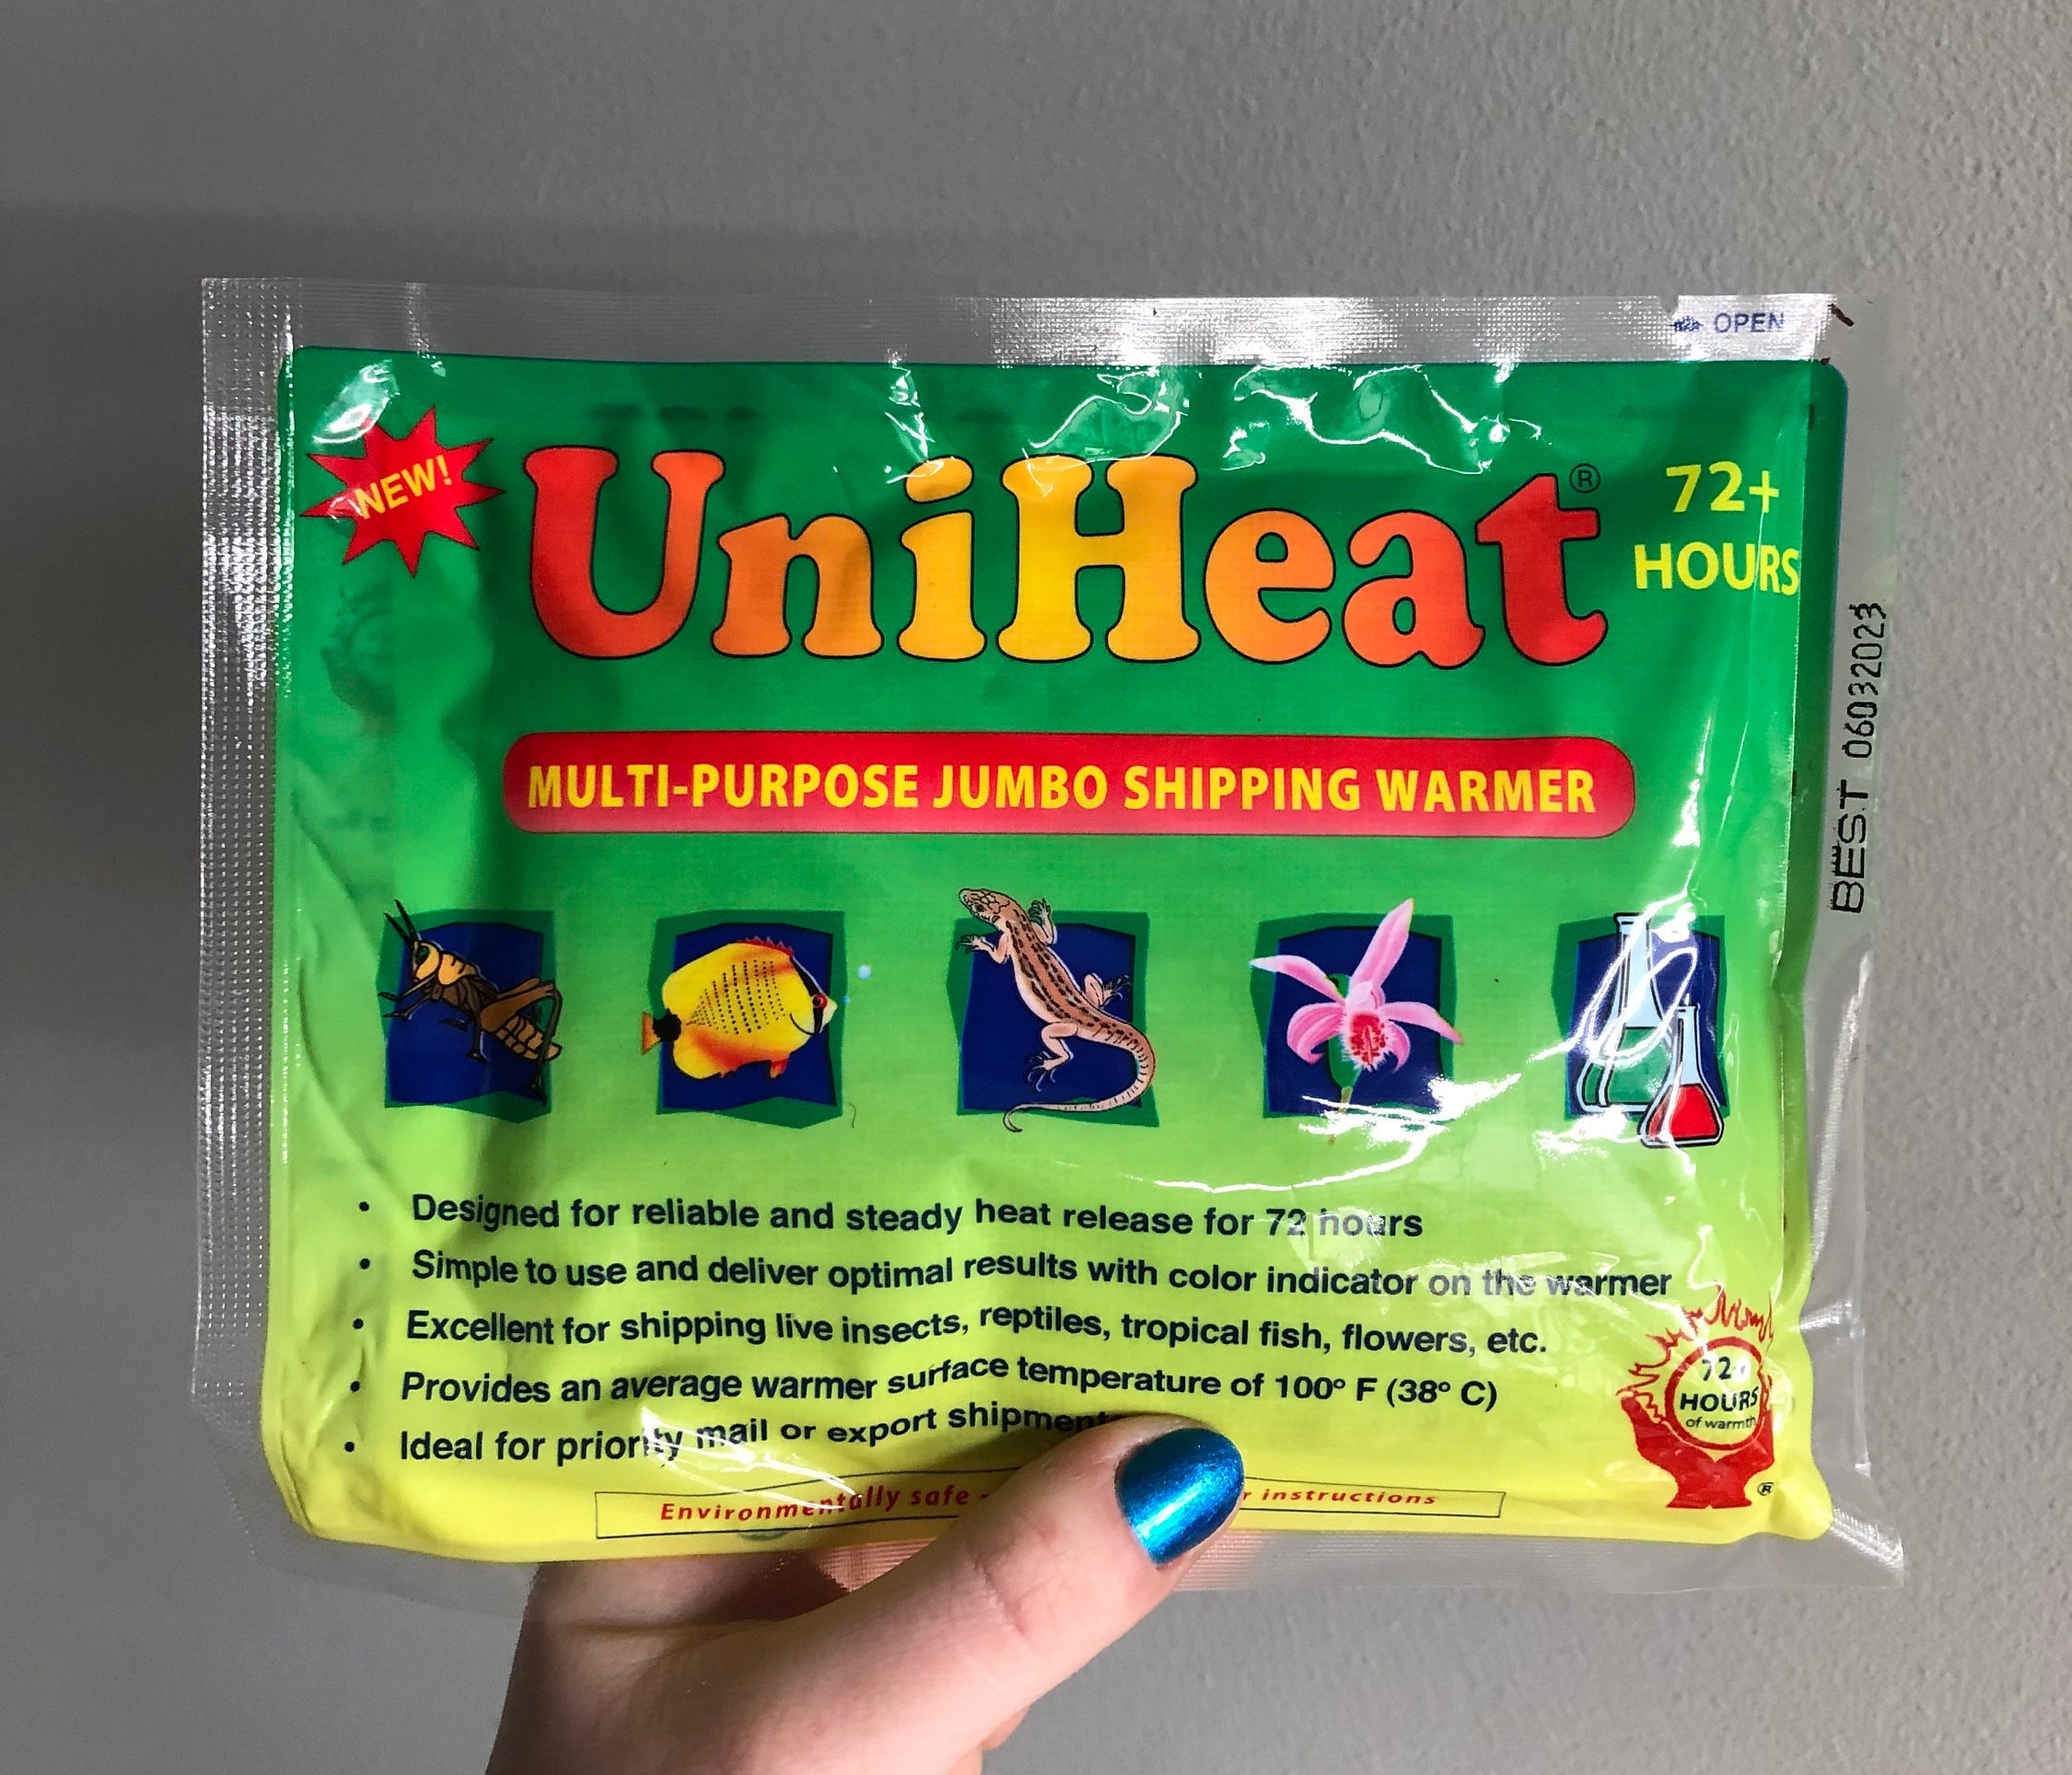 OPEN
NEW!
UniHeat®
72+
HOURS
MULTI-PURPOSE JUMBO SHIPPING WARMER
BEST 06032023
• Designed for reliable and steady heat release for 72 hours
• Simple to use and deliver optimal results with color indicator on the warmer
• Excellent for shipping live insects, reptiles, tropical fish, flowers, etc.
• Provides an average warmer surface temperature of 100° F (38° C)
• Ideal for priority mail or export
72+
HOURS
of warmth
®
Environmentally safe - instructions